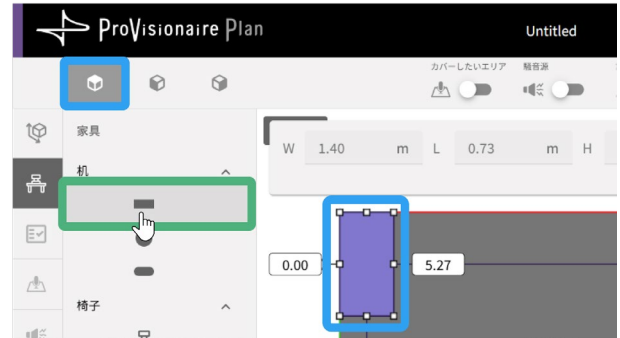 ProVisionaire Plan
Untitled
カバーしたいエリア
騒音源
家具
机
W 1.40 m L 0.73 m H
0.00
5.27
椅子